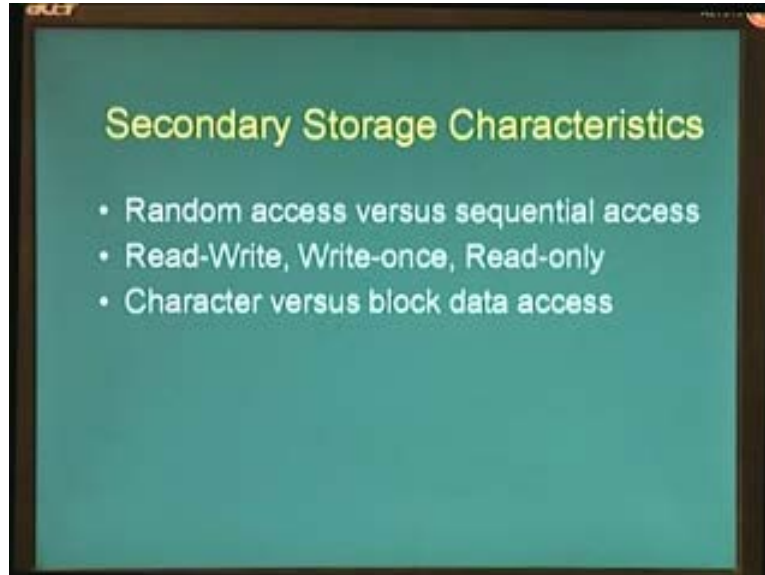 acer
Secondary Storage Characteristics
• Random access versus sequential access
• Read-Write, Write-once, Read-only
• Character versus block data access